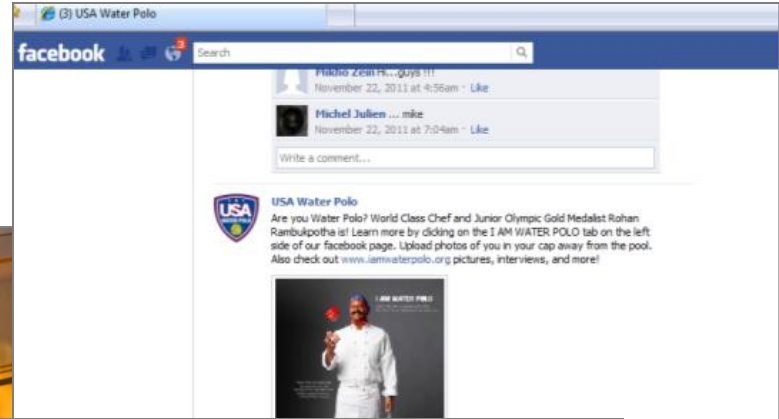 (3) USA Water Polo
facebook
3
Search
Mikho Zein Hi...guys !!!
November 22, 2011 at 4:56am · Like
Michel Julien ... mke
November 22, 2011 at 7:04am · Like
Write a comment...
USA
USA Water Polo
Are you Water Polo? World Class Chef and Junior Olympic Gold Medalist Rohan
Rambukpotha is! Learn more by clicking on the I AM WATER POLO tab on the left
side of our facebook page. Upload photos of you in your cap away from the pool.
Also check out www.iamwaterpolo.org pictures, interviews, and more!
I AM WATER POLO